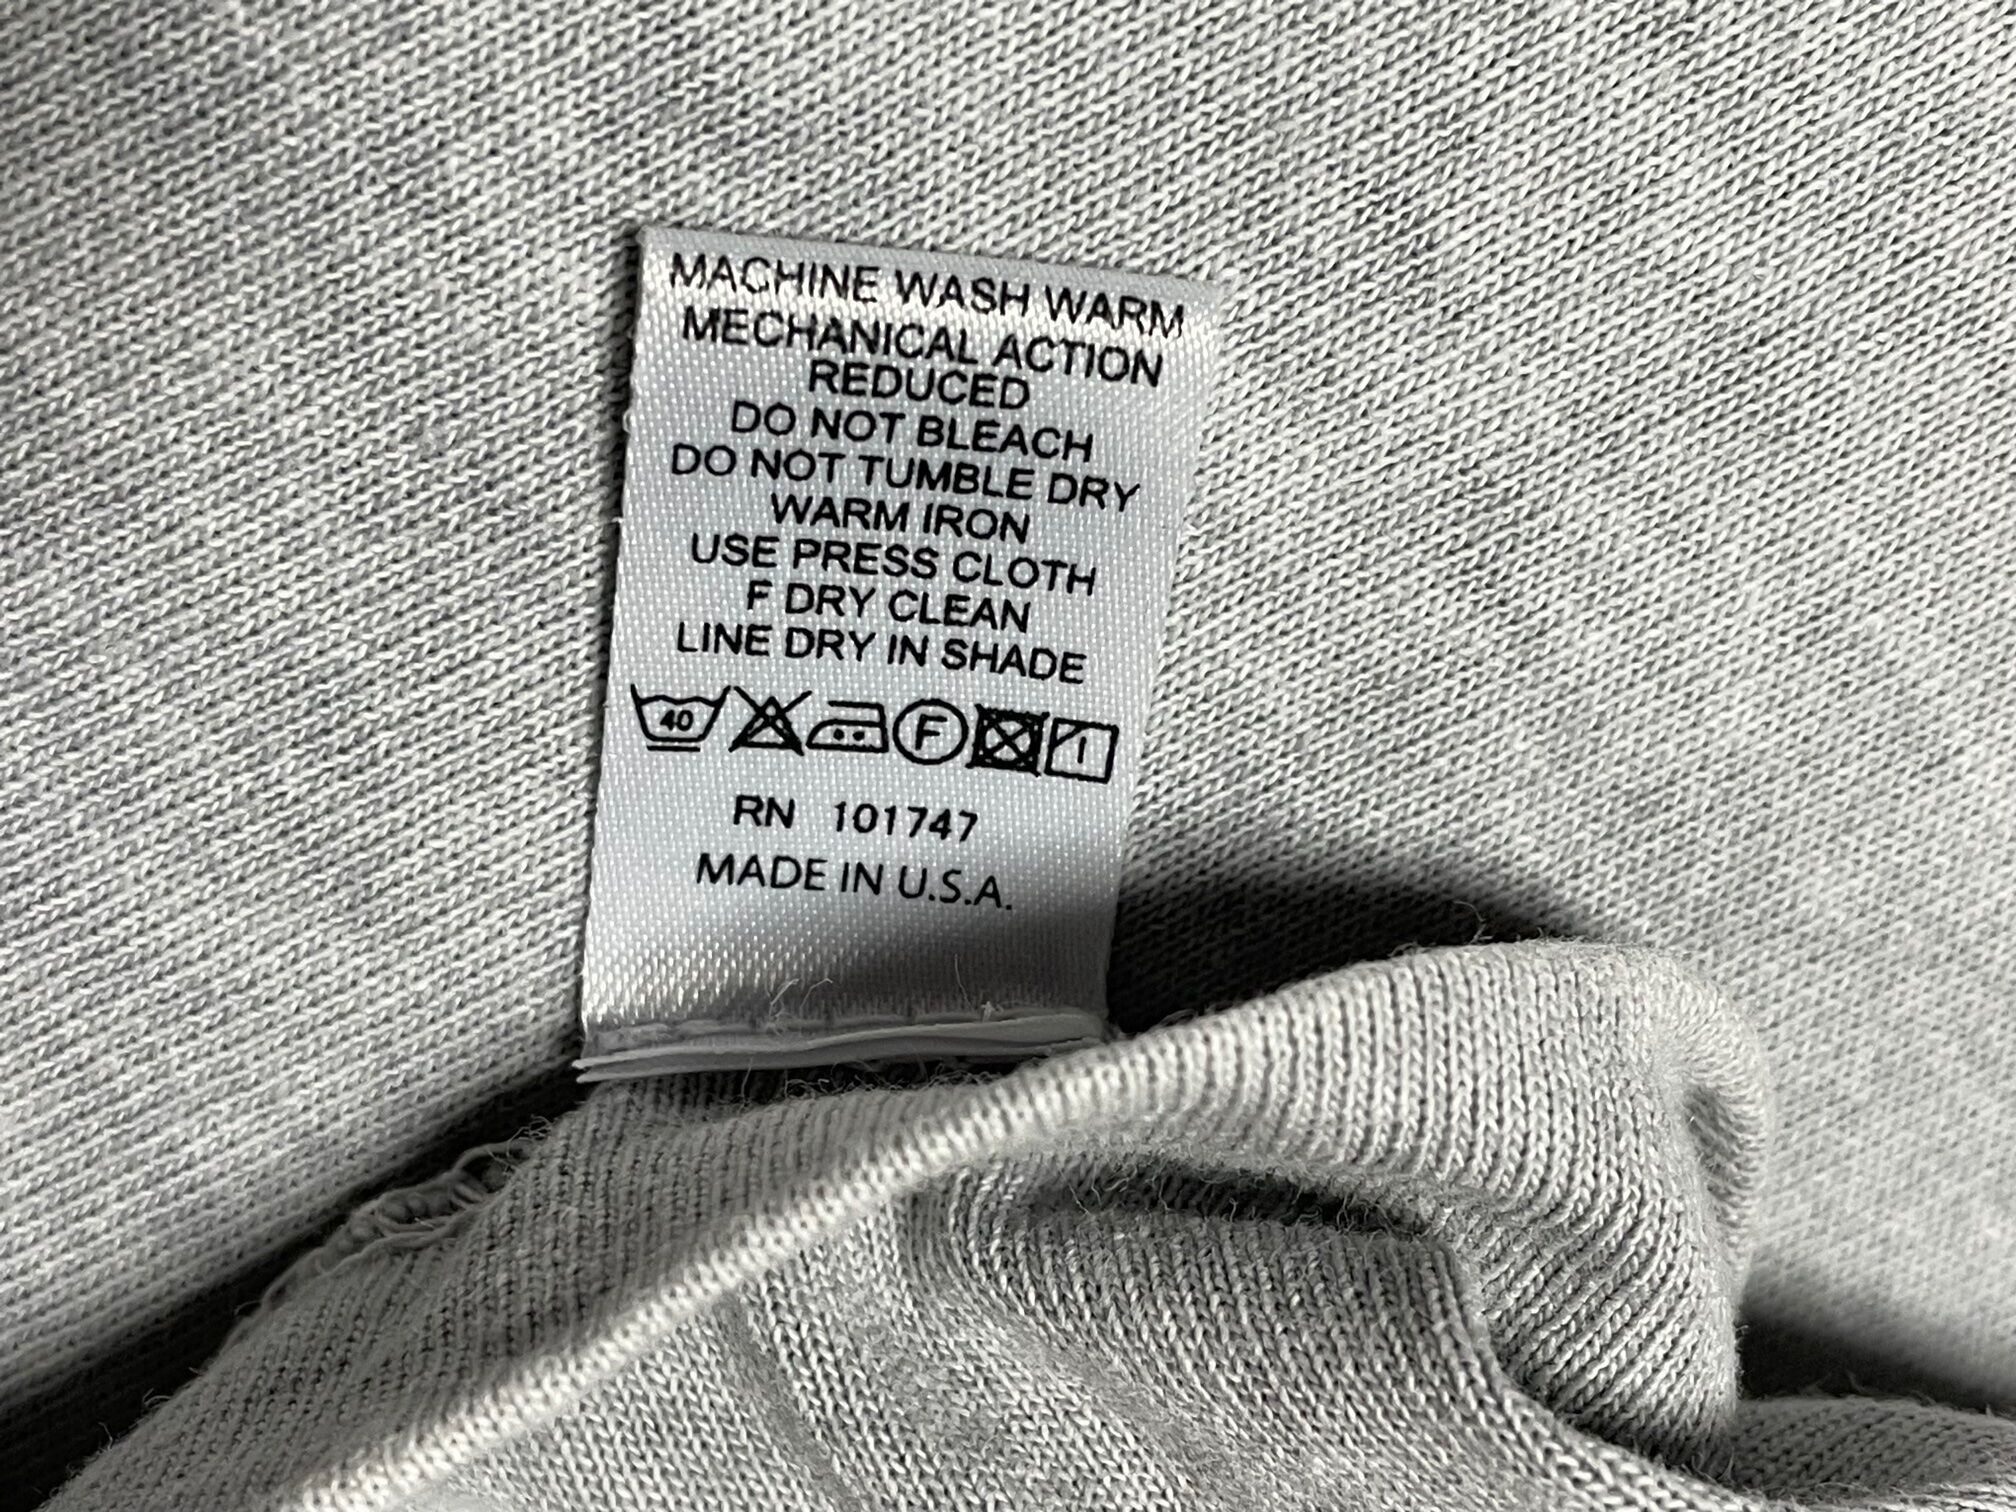 MACHINE WASH WARM
MECHANICAL ACTION
REDUCED
DO NOT BLEACH
DO NOT TUMBLE DRY
WARM IRON
USE PRESS CLOTH
F DRY CLEAN
LINE DRY IN SHADE
40 F
RN 101747
MADE IN U.S.A.